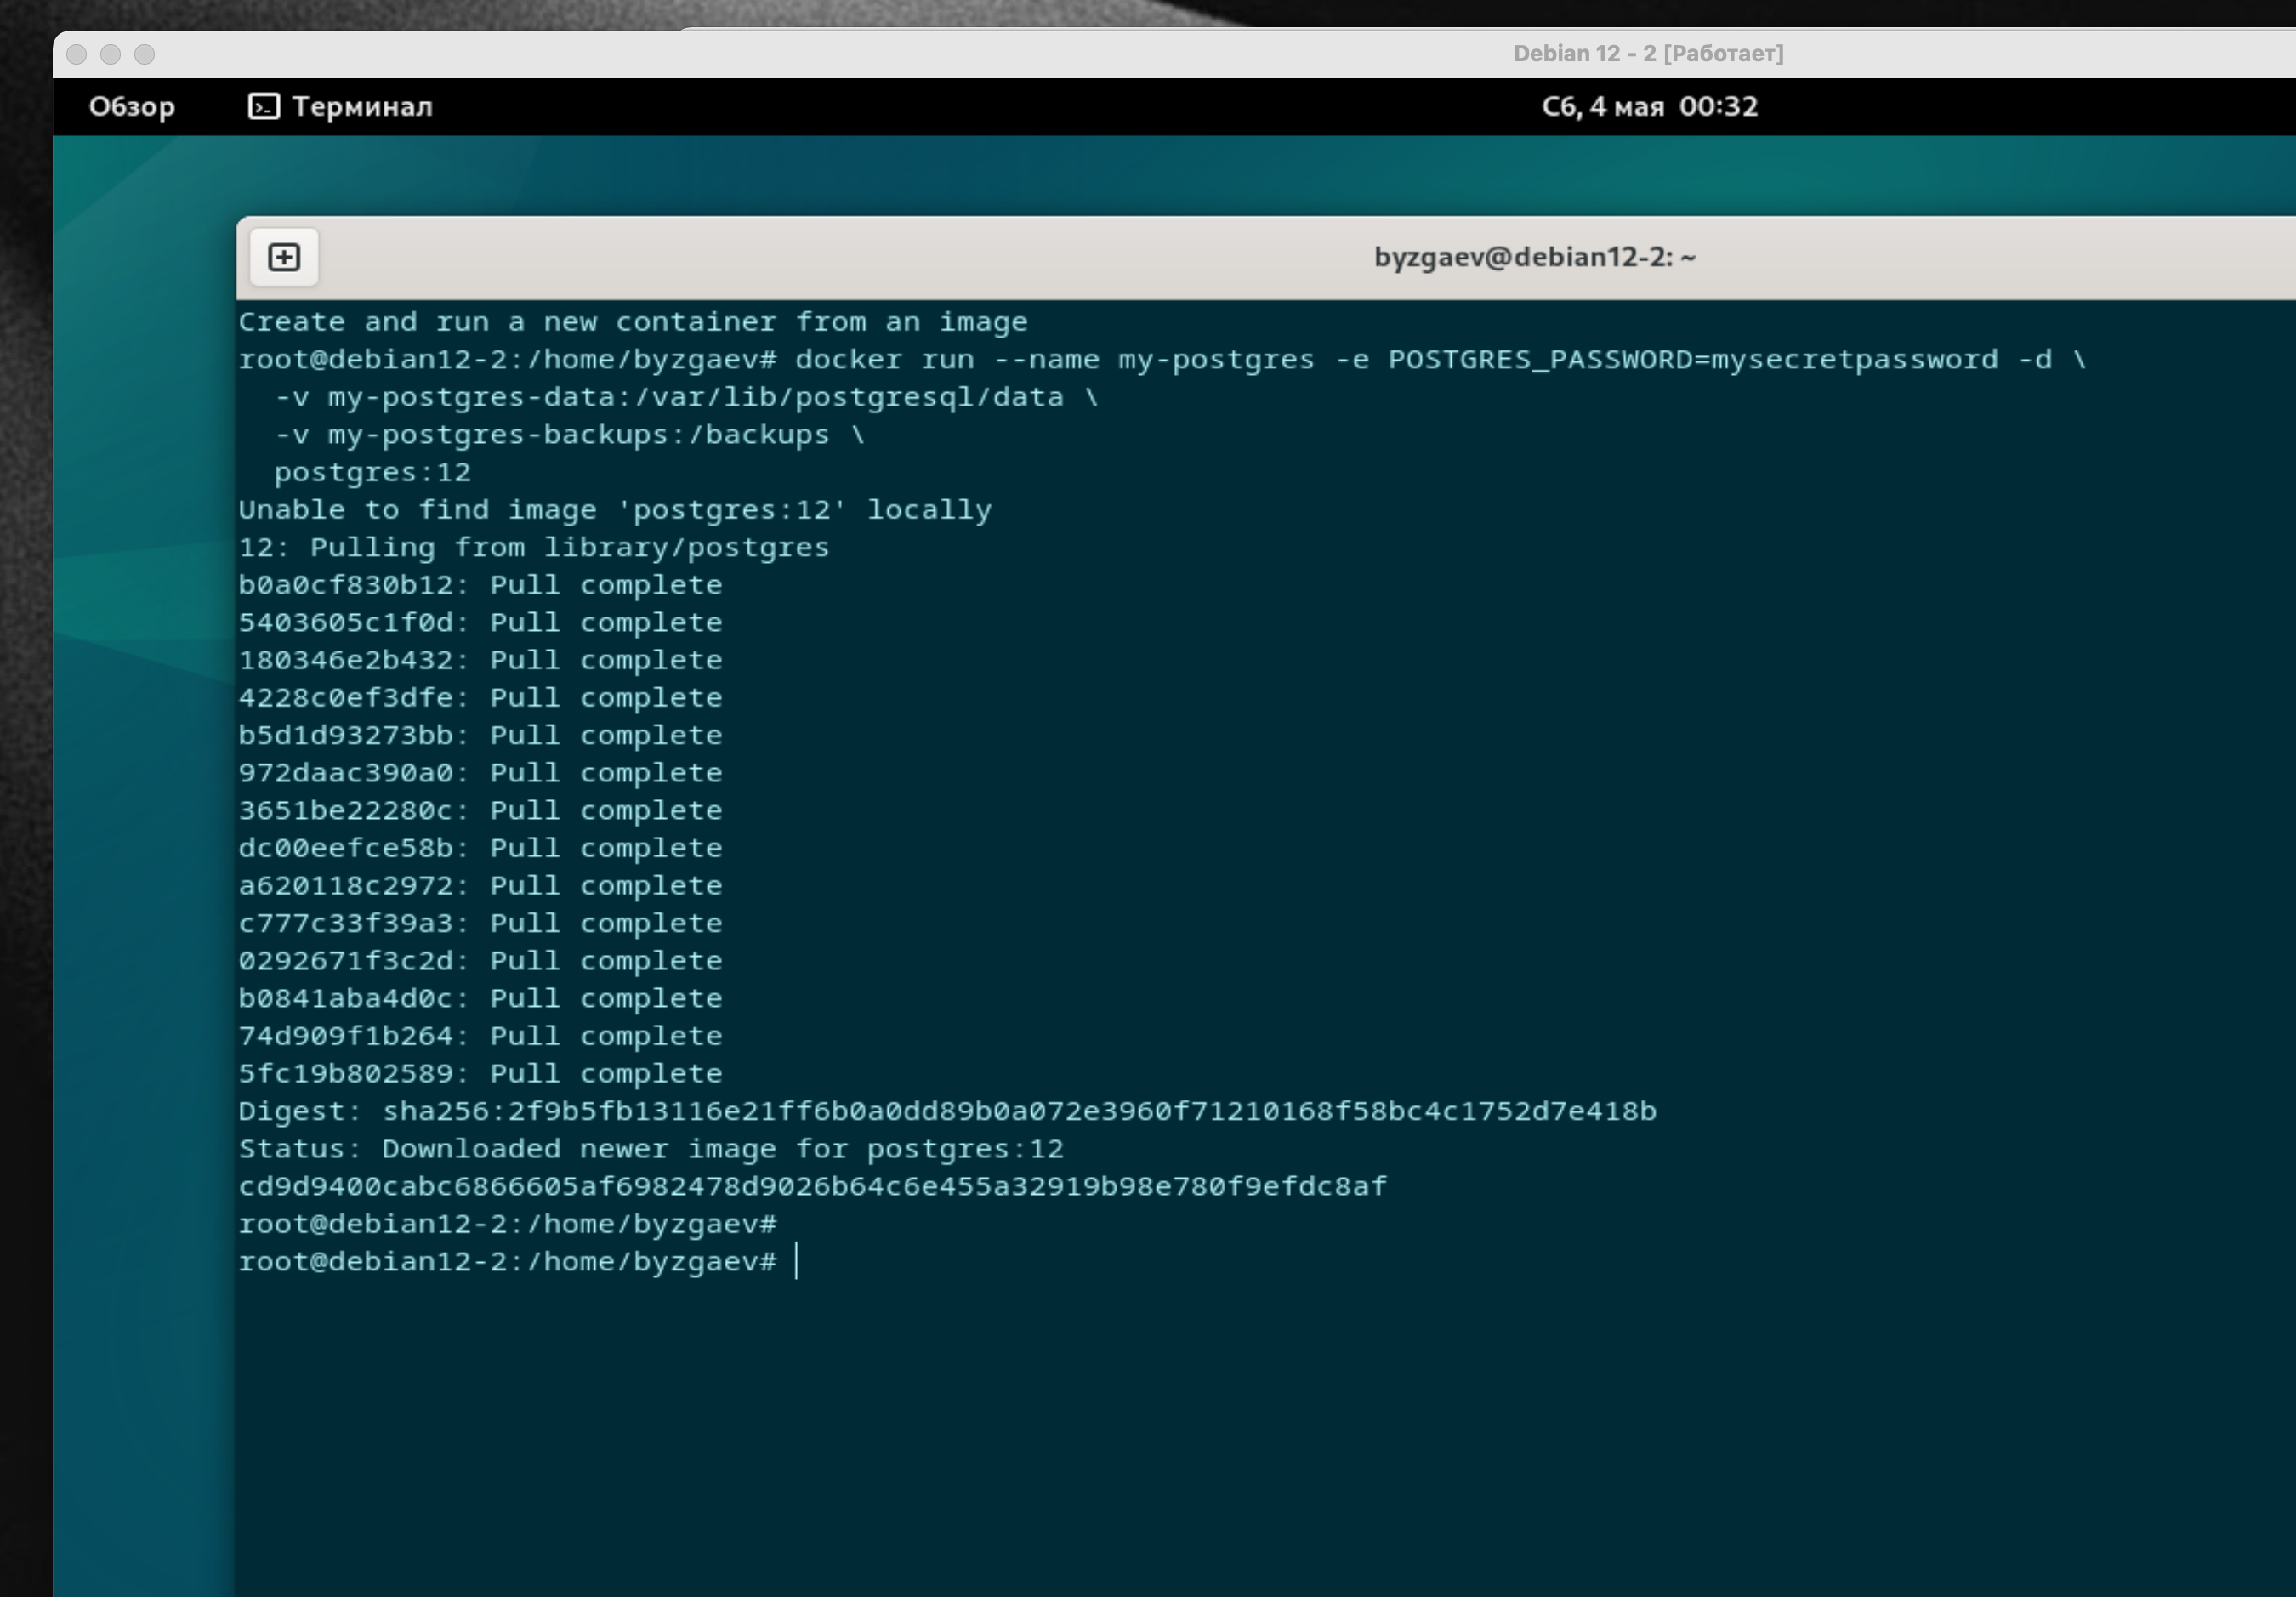 Debian 12 - 2 [Работает]
Обзор
Терминал
Сб, 4 мая 00:32
byzgaev@debian12-2: ~
Create and run a new container from an image
root@debian12-2:/home/byzgaev# docker run --name my-postgres -e POSTGRES_PASSWORD=mysecretpassword -d \
  -v my-postgres-data:/var/lib/postgresql/data \
  -v my-postgres-backups:/backups \
  postgres:12
Unable to find image 'postgres:12' locally
12: Pulling from library/postgres
b0a0cf830b12: Pull complete
5403605c1f0d: Pull complete
180346e2b432: Pull complete
4228c0ef3dfe: Pull complete
b5d1d93273bb: Pull complete
972daac390a0: Pull complete
3651be22280c: Pull complete
dc00eefce58b: Pull complete
a620118c2972: Pull complete
c777c33f39a3: Pull complete
0292671f3c2d: Pull complete
b0841aba4d0c: Pull complete
74d909f1b264: Pull complete
5fc19b802589: Pull complete
Digest: sha256:2f9b5fb13116e21ff6b0a0dd89b0a072e3960f71210168f58bc4c1752d7e418b
Status: Downloaded newer image for postgres:12
cd9d9400cabc6866605af6982478d9026b64c6e455a32919b98e780f9efdc8af
root@debian12-2:/home/byzgaev#
root@debian12-2:/home/byzgaev#